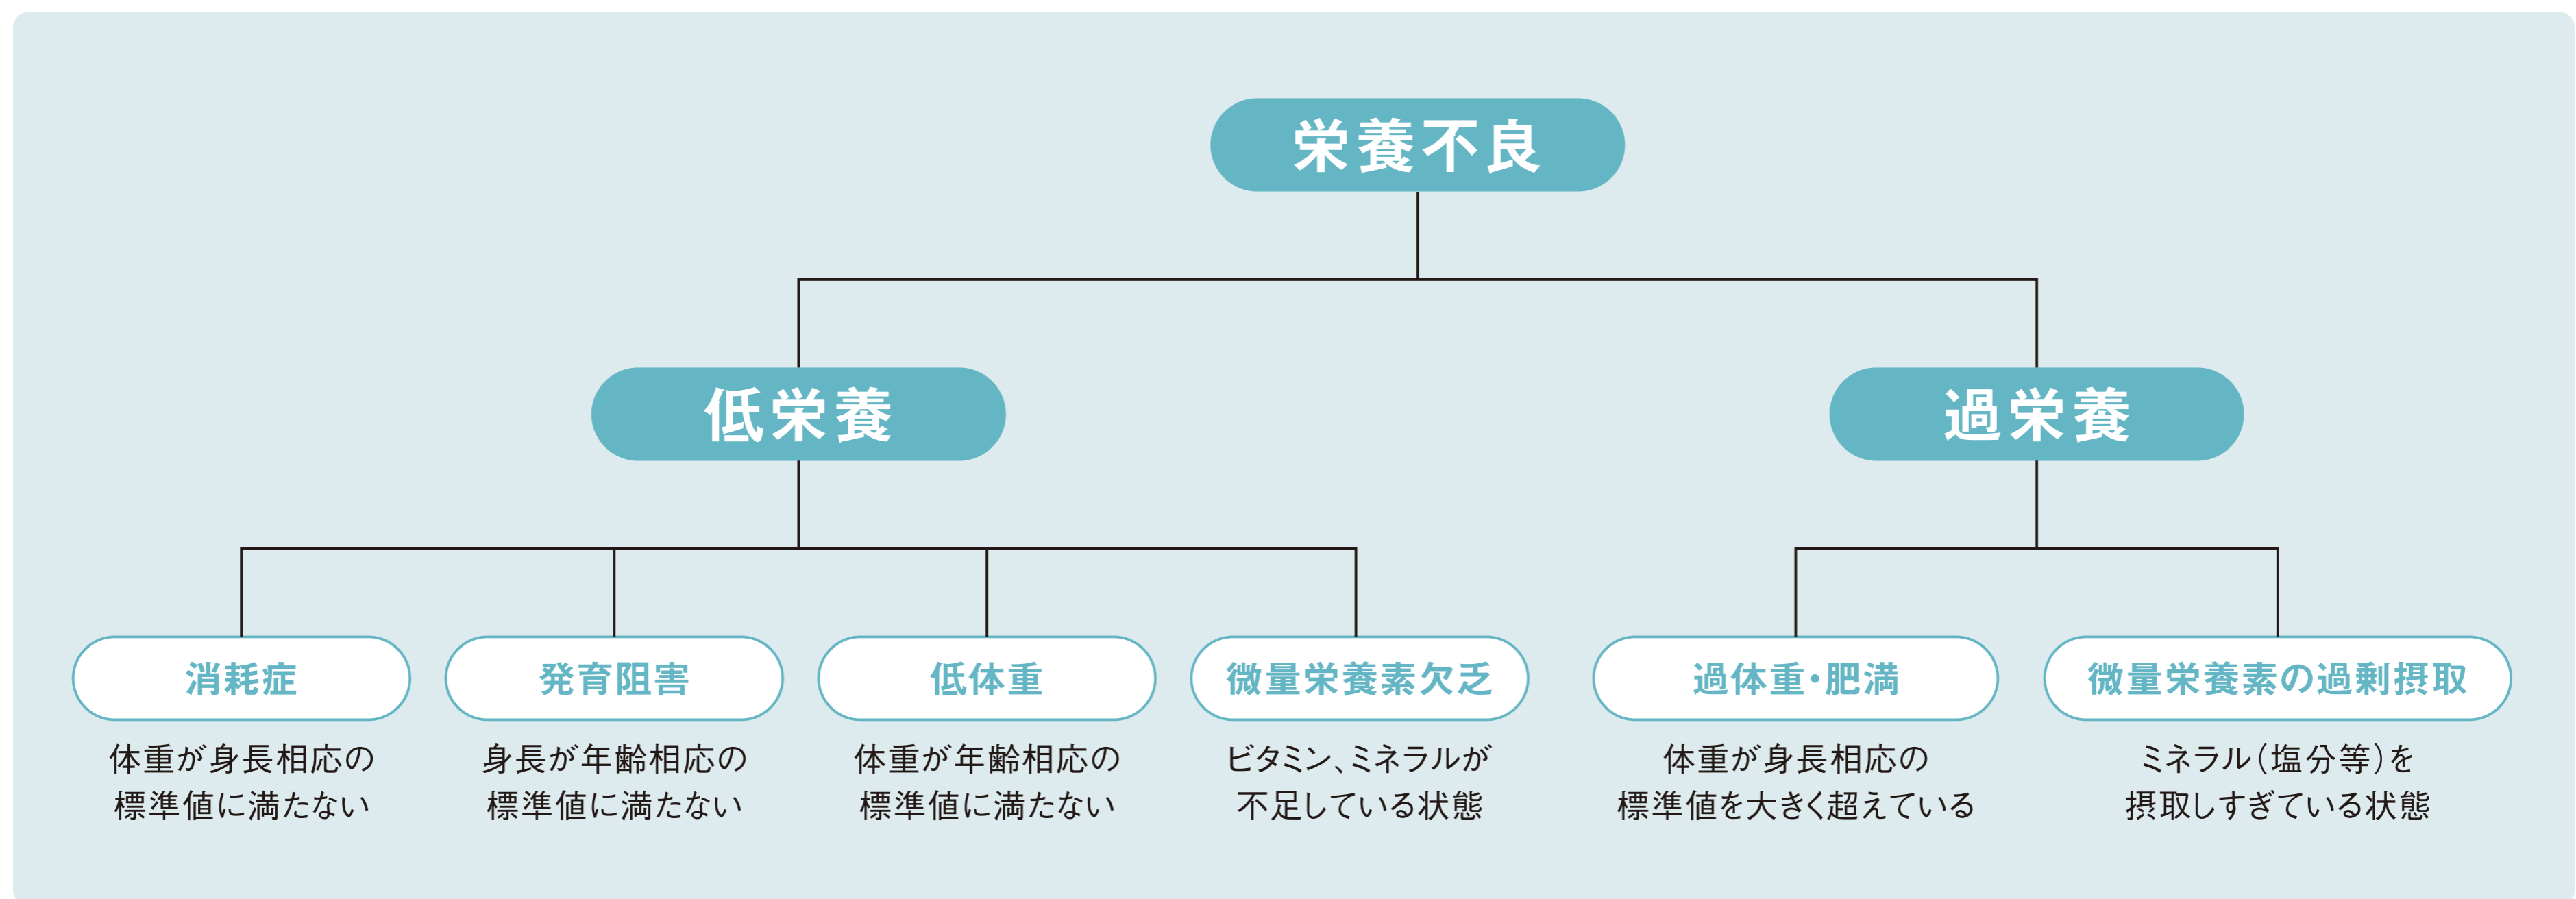 栄養不良
低栄養
過栄養
消耗症
体重が身長相応の
標準値に満たない
発育阻害
身長が年齢相応の
標準値に満たない
低体重
体重が年齢相応の
標準値に満たない
微量栄養素欠乏
ビタミン、ミネラルが
不足している状態
過体重・肥満
体重が身長相応の
標準値を大きく超えている
微量栄養素の過剰摂取
ミネラル（塩分等）を
摂取しすぎている状態